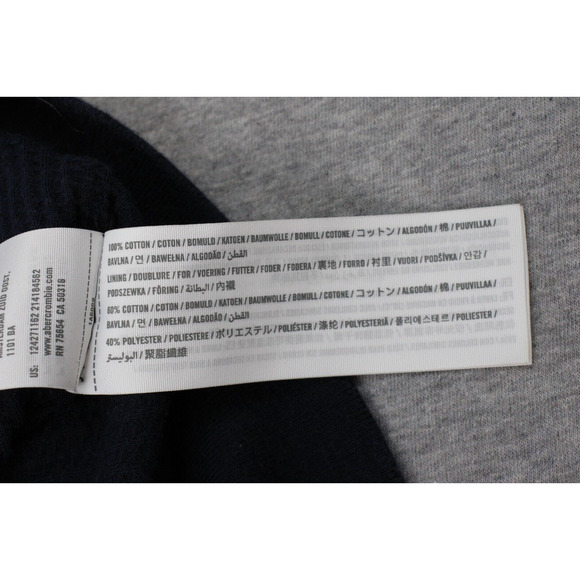 100% COTTON / COTON / BOMULD / KATOEN / BAUMWOLLE / BOMULL / COTONE / コットン / ALGODÓN / 棉 / PUUVILLAA /
BAVLNA / 면 / BAWEŁNA / ALGODÃO / القطن /
LINING / DOUBLURE / FOR / VOERING / FUTTER / FODER / FODERA / 裏地 / FORRO / 衬里 / VUORI / PODŠÍVKA / 안감 /
PODSZEWKA / FÖRING / البطانة / 內襯
60% COTTON / COTON / BOMULD / KATOEN / BAUMWOLLE / BOMULL / COTONE / コットン / ALGODÓN / 棉 / PUUVILLAA /
BAVLNA / 면 / BAWEŁNA / ALGODÃO / القطن /
40% POLYESTER / POLIESTERE / ポリエステル / POLIÉSTER / 涤纶 / POLYESTERIÄ / 폴리에스테르 / POLIESTER /
البوليستر / 聚脂纖維
ZUID OOST,
1101 BA
US: 124271162 214184562
www.abercrombie.com
RN 75654 CA 50316